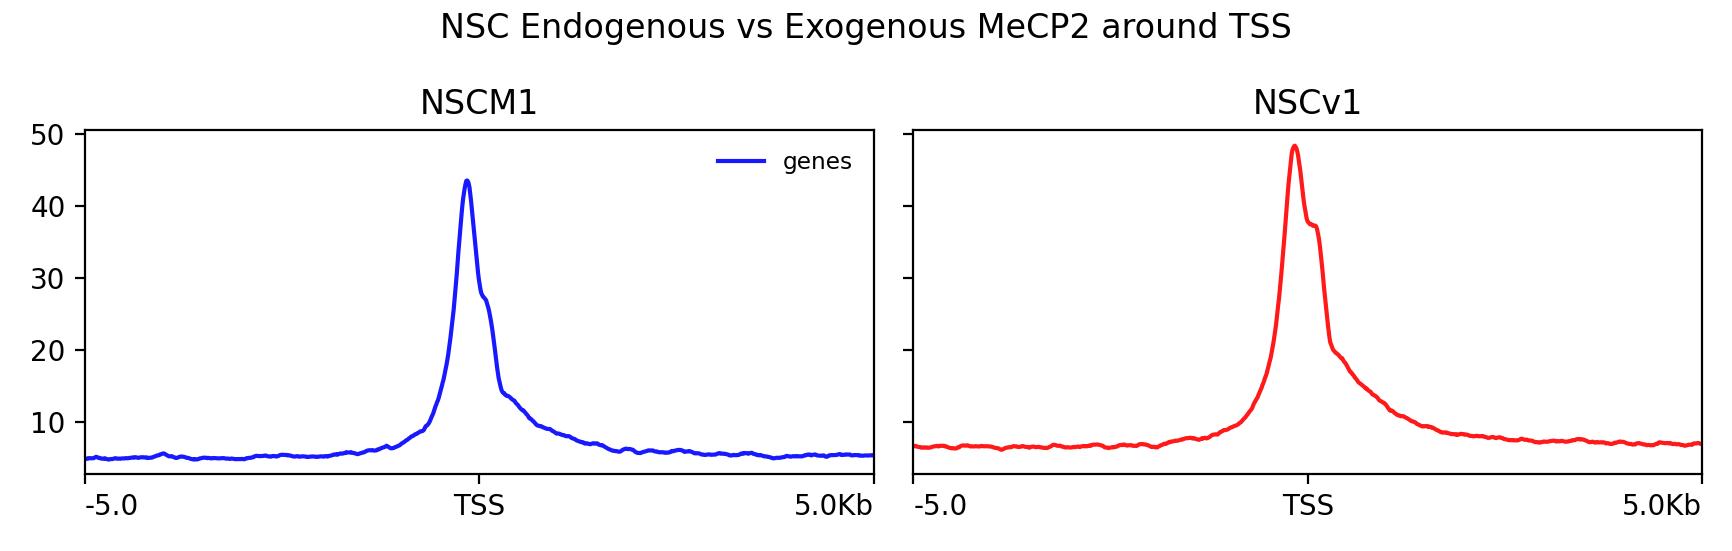 NSC Endogenous vs Exogenous MeCP2 around TSS
NSCM1
NSCv1
50
40
30
20
10
genes
-5.0
TSS
5.0Kb
-5.0
TSS
5.0Kb